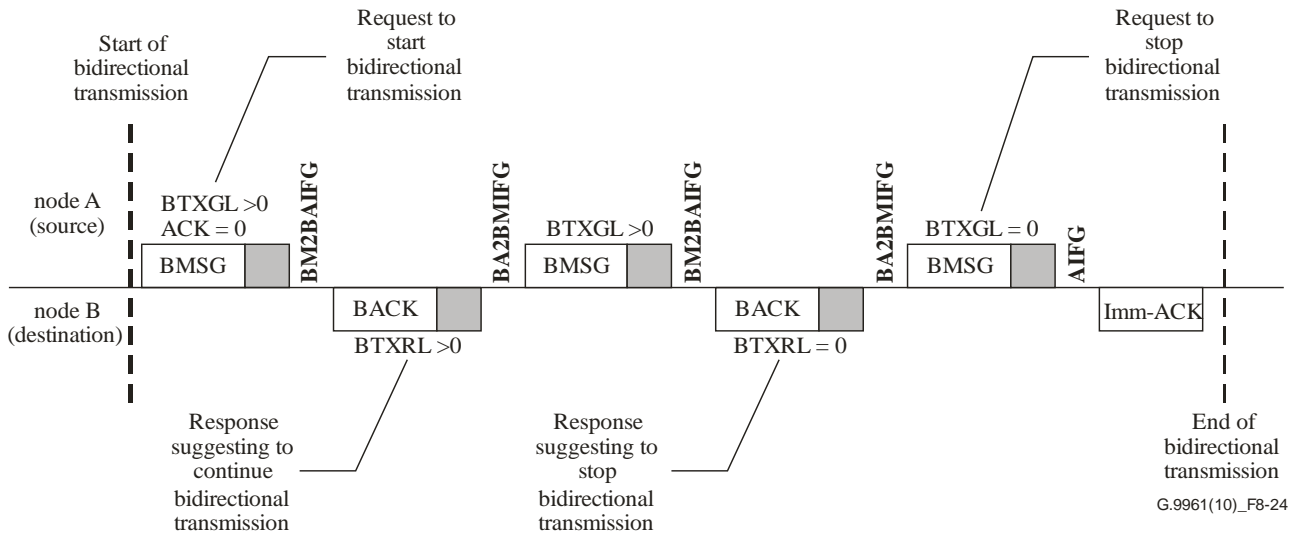 Start of
bidirectional
transmission
Request to
start
bidirectional
transmission
Request to
stop
bidirectional
transmission
node A
(source)
BTXGL >0
ACK = 0
BMSG
BM2BAIFG
BA2BMIFG
BTXGL >0
BMSG
BM2BAIFG
BA2BMIFG
BTXGL = 0
BMSG
AIFG
node B
(destination)
BACK
BTXRL >0
BACK
BTXRL = 0
Imm-ACK
Response
suggesting to
continue
bidirectional
transmission
Response
suggesting to
stop
bidirectional
transmission
End of
bidirectional
transmission
G.9961(10)_F8-24